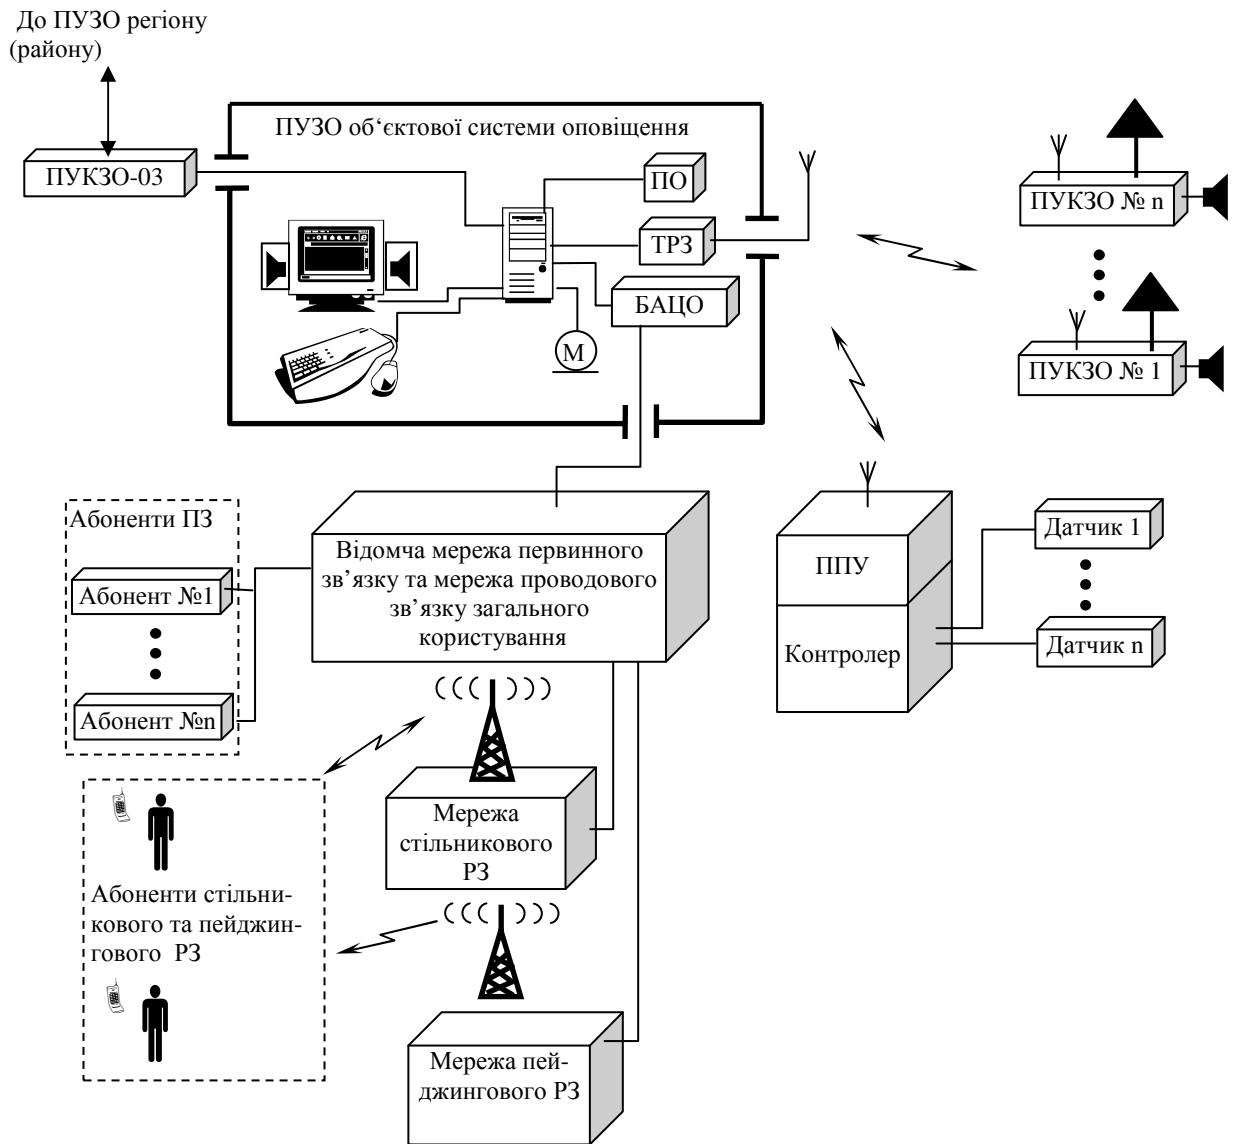 До ПУЗО регіону
(району)
ПУЗО об‘єктової системи оповіщення
ПУКЗО-03
ПО
ТРЗ
БАЦО
М
ПУКЗО № n
ПУКЗО № 1
Абоненти ПЗ
Абонент №1
Абонент №n
Відомча мережа первинного
зв’язку та мережа проводового
зв’язку загального
користування
ППУ
Контролер
Датчик 1
Датчик n
Мережа
стільникового
РЗ
Абоненти стільни-
кового та пейджин-
гового РЗ
Мережа пей-
джингового РЗ